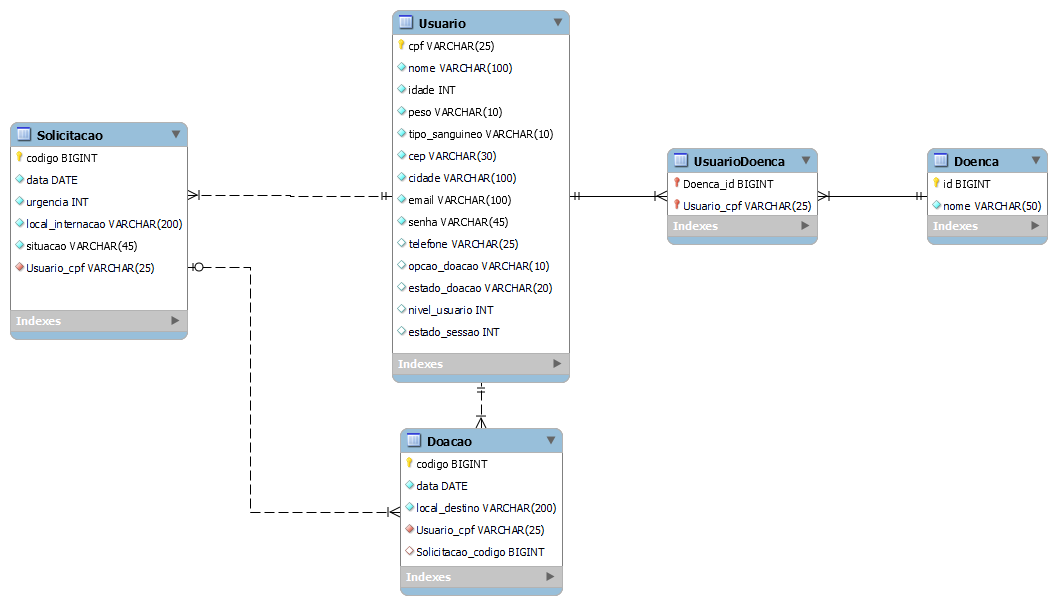 Usuario
cpf VARCHAR(25)
nome VARCHAR(100)
idade INT
peso VARCHAR(10)
tipo_sanguineo VARCHAR(10)
cep VARCHAR(30)
cidade VARCHAR(100)
email VARCHAR(100)
senha VARCHAR(45)
telefone VARCHAR(25)
opcao_doacao VARCHAR(10)
estado_doacao VARCHAR(20)
nivel_usuario INT
estado_sessao INT
Indexes
Solicitacao
codigo BIGINT
data DATE
urgencia INT
local_internacao VARCHAR(200)
situacao VARCHAR(45)
Usuario_cpf VARCHAR(25)
Indexes
UsuarioDoenca
Doenca_id BIGINT
Usuario_cpf VARCHAR(25)
Indexes
Doenca
id BIGINT
nome VARCHAR(50)
Indexes
Doacao
codigo BIGINT
data DATE
local_destino VARCHAR(200)
Usuario_cpf VARCHAR(25)
Solicitacao_codigo BIGINT
Indexes